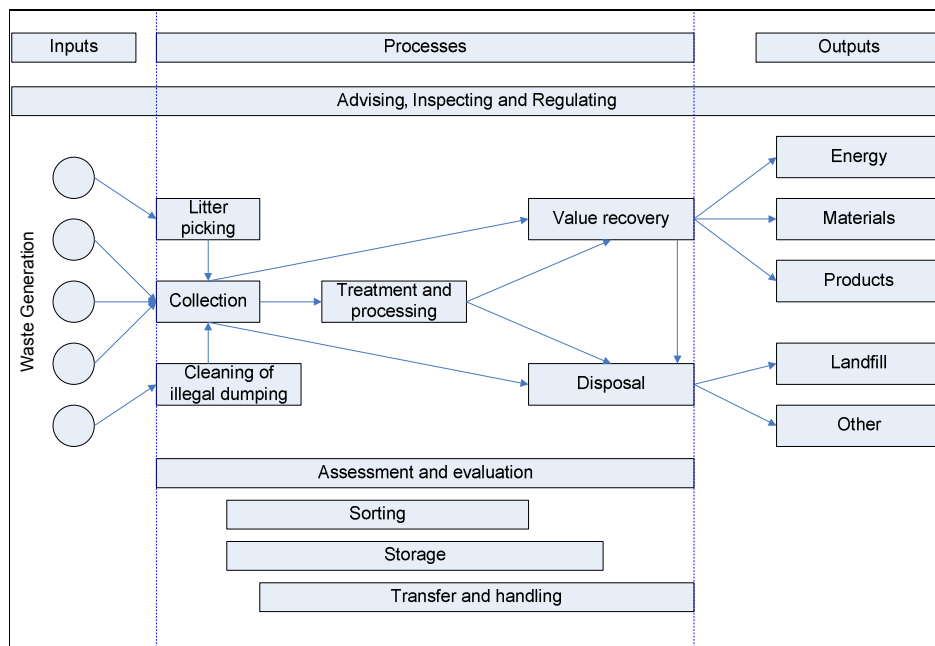 Inputs
Processes
Outputs
Advising, Inspecting and Regulating
Waste Generation
Litter
picking
Collection
Cleaning of
illegal dumping
Treatment and
processing
Value recovery
Disposal
Energy
Materials
Products
Landfill
Other
Assessment and evaluation
Sorting
Storage
Transfer and handling